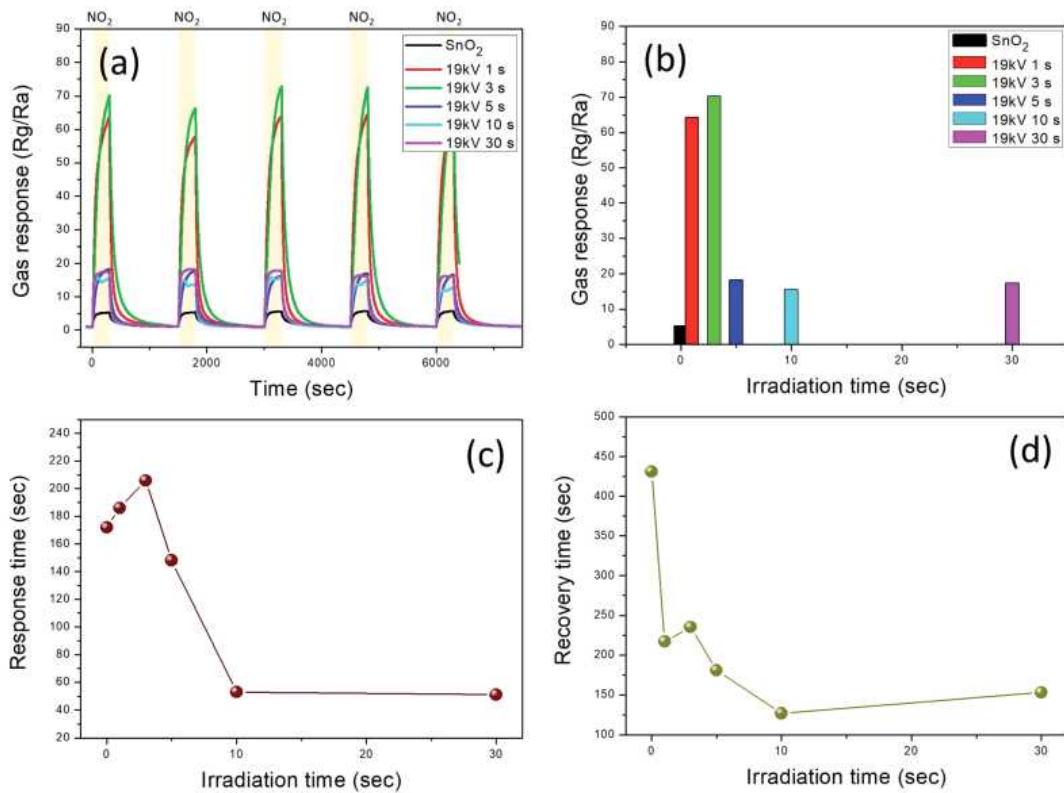 NO2 NO2 NO2 NO2 NO2
(a)
SnO2
19kV 1 s
19kV 3 s
19kV 5 s
19kV 10 s
19kV 30 s
90
80
70
60
50
40
30
20
10
0
Gas response (Rg/Ra)
0 2000 4000 6000
Time (sec)
(b)
SnO2
19kV 1 s
19kV 3 s
19kV 5 s
19kV 10 s
19kV 30 s
90
80
70
60
50
40
30
20
10
0
Gas response (Rg/Ra)
0 10 20 30
Irradiation time (sec)
(c)
240
220
200
180
160
140
120
100
80
60
40
20
Response time (sec)
0 10 20 30
Irradiation time (sec)
(d)
500
450
400
350
300
250
200
150
100
Recovery time (sec)
0 10 20 30
Irradiation time (sec)